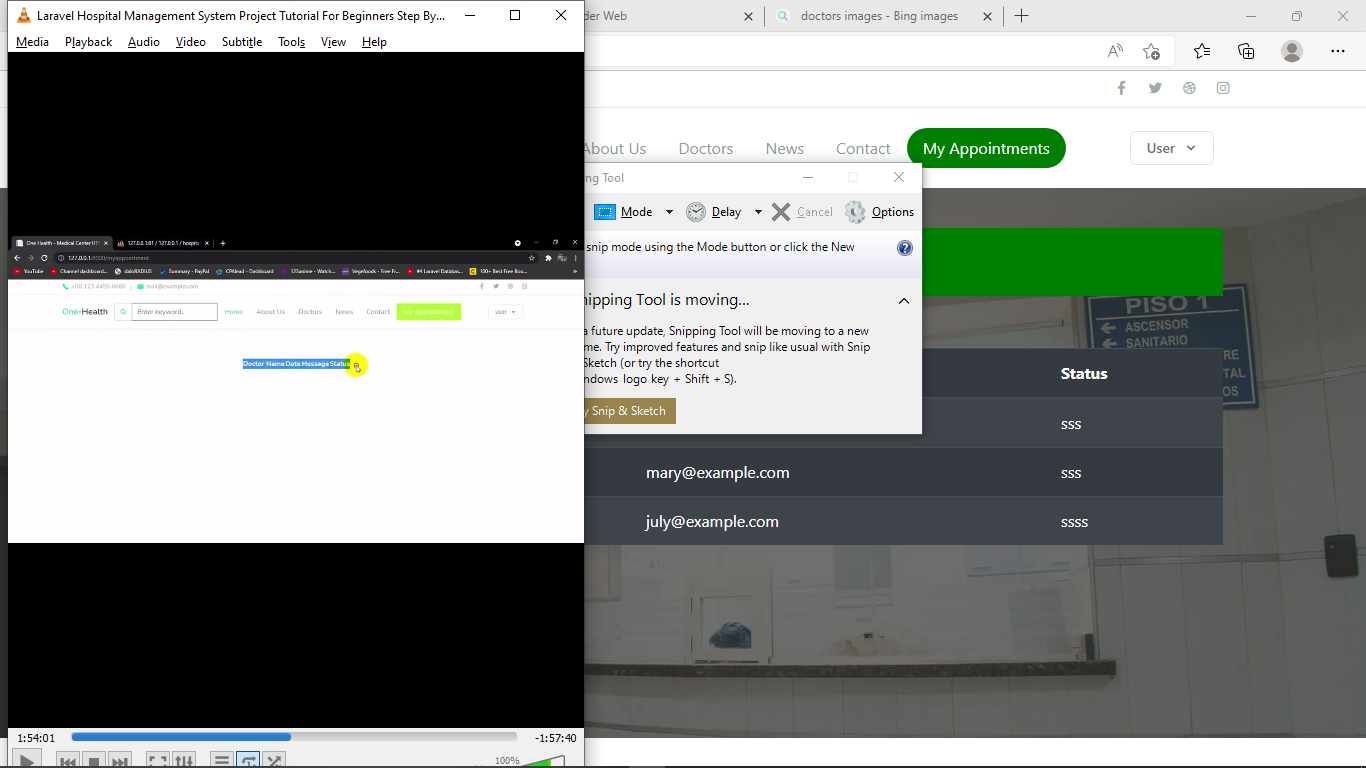 Laravel Hospital Management System Project Tutorial For Beginners Step By...
Media Playback Audio Video Subtitle Tools View Help
One Health - Medical Center HT
127.0.0.1:81 / 127.0.0.1 / hospit
127.0.0.1:8000/myappointment
YouTube
Channel dashboard...
daloRADIUS
Summary - PayPal
CPAlead - Dashboard
123anime - Watch...
Vegefoods - Free Fr...
#4 Laravel Databas...
100+ Best Free Boo...
+00 123 4455 6666 | mail@example.com
One-Health
Enter keyword..
Home About Us Doctors News Contact My Appointment
user
Doctor Name Date Message Status
1:54:01
-1:57:40
100%
der Web
doctors images - Bing images
About Us Doctors News Contact My Appointments
User
ing Tool
Mode Delay Cancel Options
snip mode using the Mode button or click the New
nipping Tool is moving...
a future update, Snipping Tool will be moving to a new
me. Try improved features and snip like usual with Snip
Sketch (or try the shortcut
ndows logo key + Shift + S).
y Snip & Sketch
PISO 1
ASCENSOR
SANITARIO
RE
TAL
OS
Status
sss
mary@example.com sss
july@example.com ssss